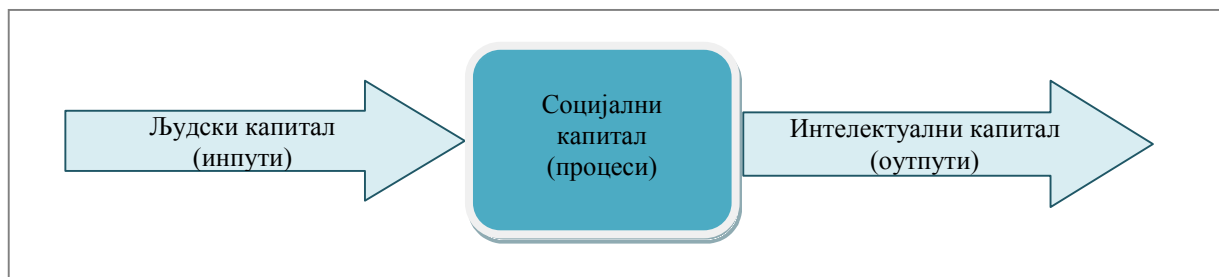 Људски капитал
(инпути)
Социјални
капитал
(процеси)
Интелектуални капитал
(оутпути)